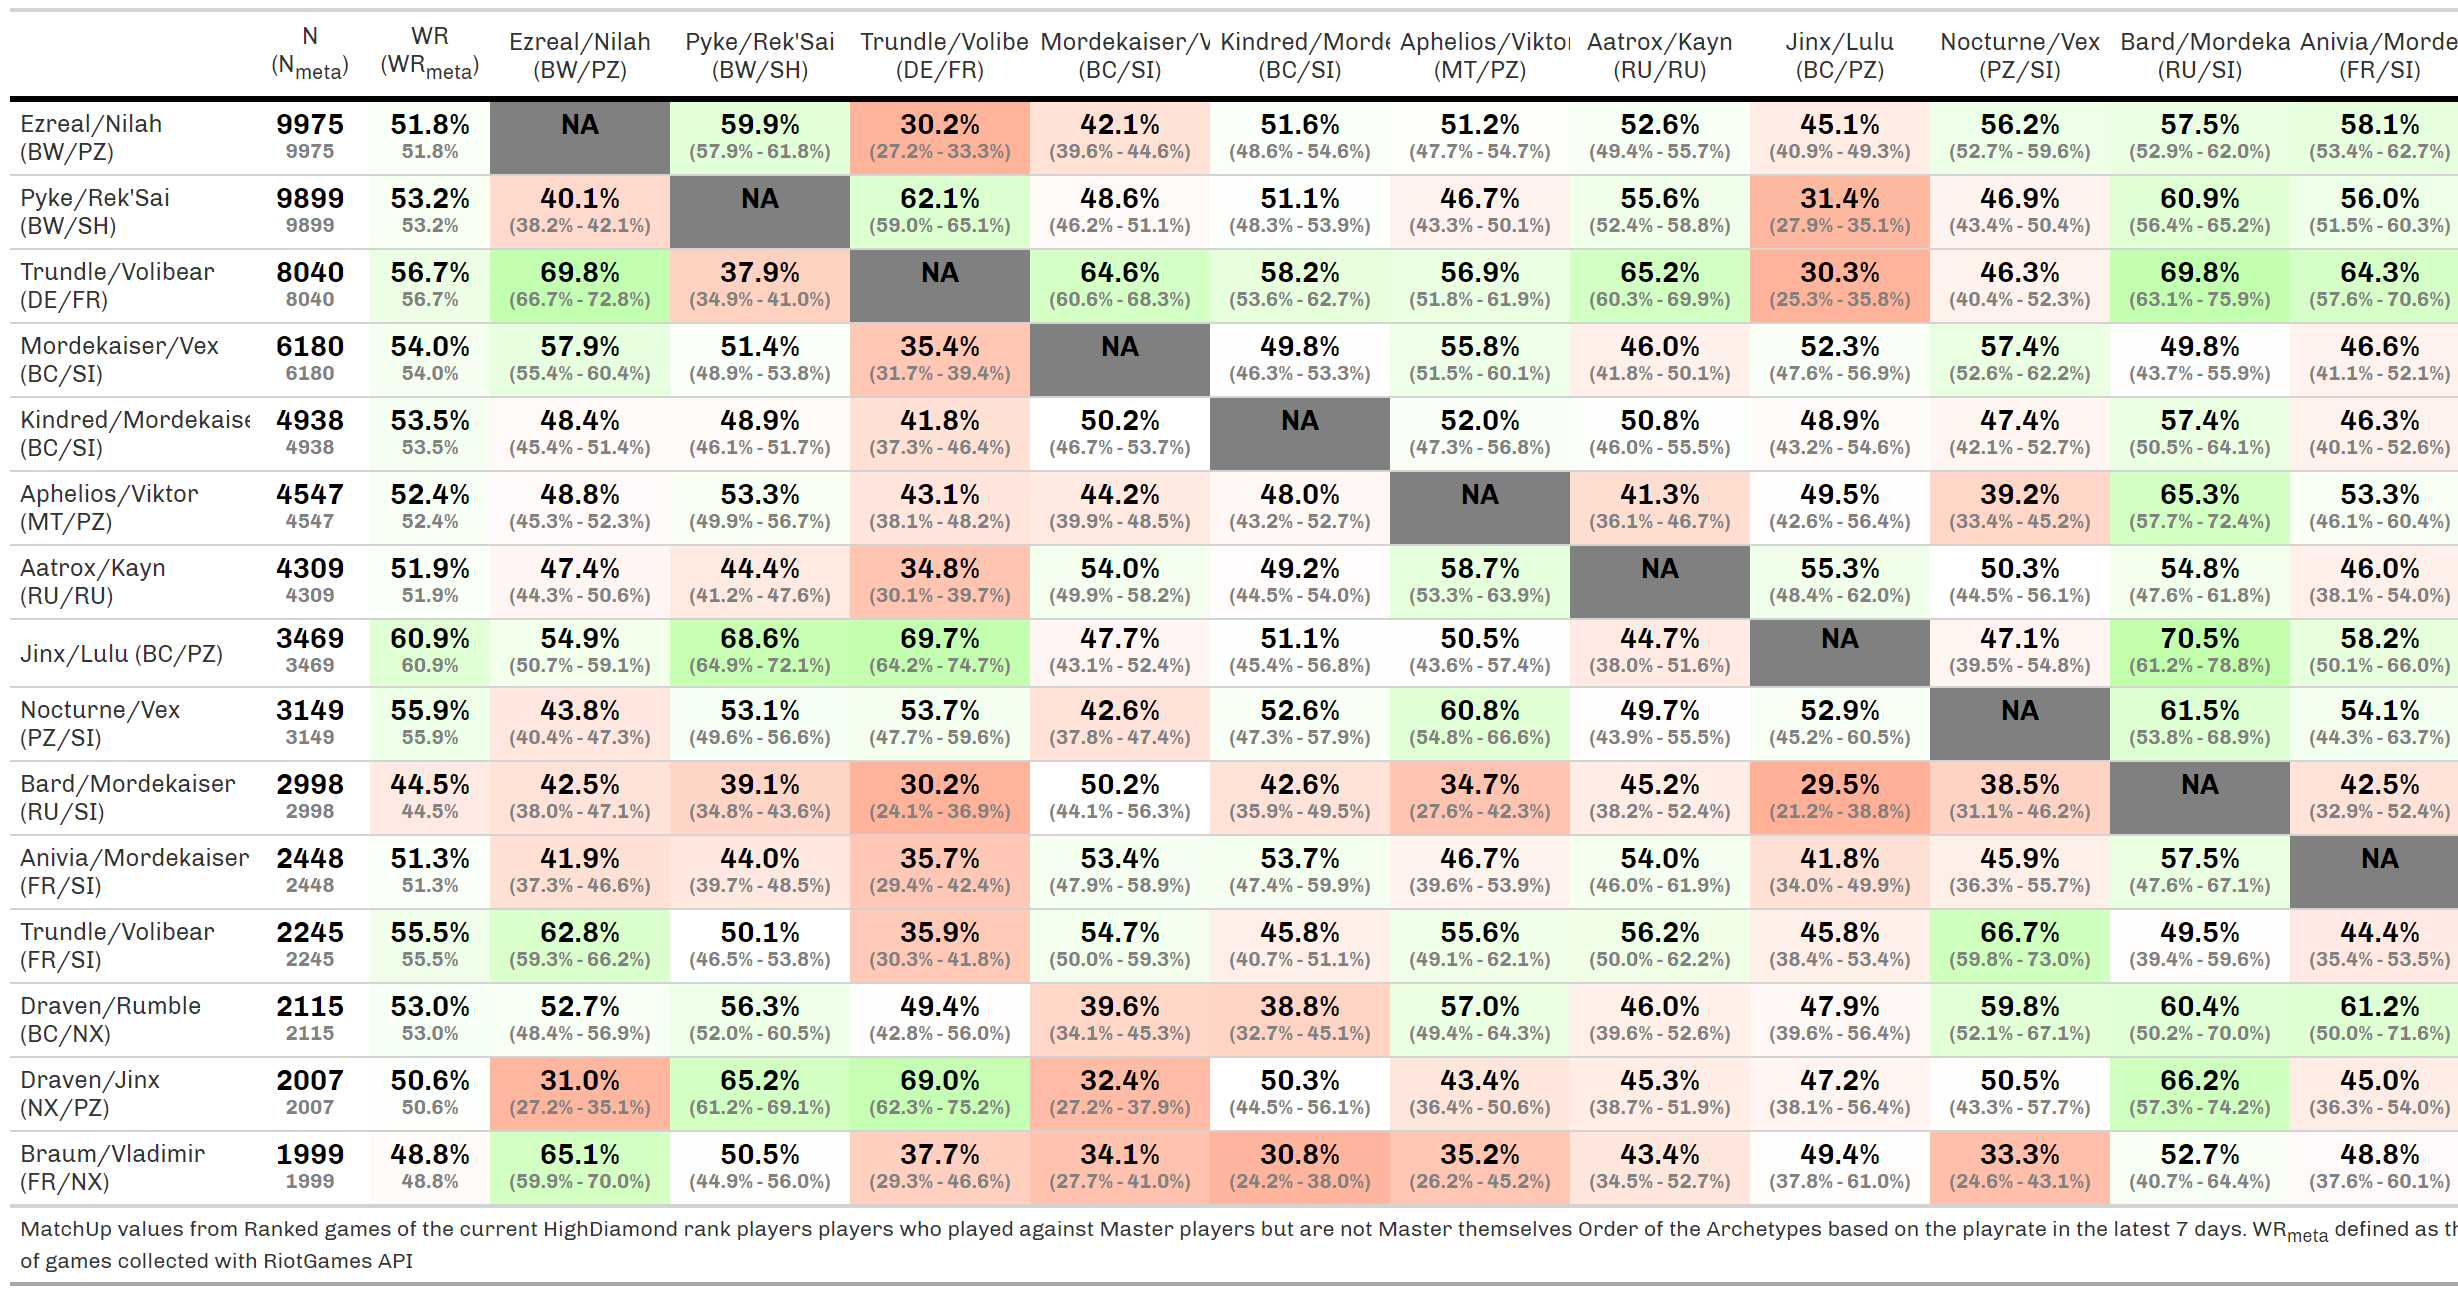 N WR Ezreal/Nilah Pyke/Rek'Sai Trundle/Volibe Mordekaiser/V Kindred/Morde Aphelios/Viktor Aatrox/Kayn Jinx/Lulu Nocturne/Vex Bard/Mordeka Anivia/Morde
(Nmeta) (WRmeta) (BW/PZ) (BW/SH) (DE/FR) (BC/SI) (BC/SI) (MT/PZ) (RU/RU) (BC/PZ) (PZ/SI) (RU/SI) (FR/SI)
Ezreal/Nilah 9975 51.8% NA 59.9% 30.2% 42.1% 51.6% 51.2% 52.6% 45.1% 56.2% 57.5% 58.1%
(BW/PZ) 9975 51.8% (57.9% - 61.8%) (27.2% - 33.3%) (39.6% - 44.6%) (48.6% - 54.6%) (47.7% - 54.7%) (49.4% - 55.7%) (40.9% - 49.3%) (52.7% - 59.6%) (52.9% - 62.0%) (53.4% - 62.7%)
Pyke/Rek'Sai 9899 53.2% 40.1% NA 62.1% 48.6% 51.1% 46.7% 55.6% 31.4% 46.9% 60.9% 56.0%
(BW/SH) 9899 53.2% (38.2% - 42.1%) (59.0% - 65.1%) (46.2% - 51.1%) (48.3% - 53.9%) (43.3% - 50.1%) (52.4% - 58.8%) (27.9% - 35.1%) (43.4% - 50.4%) (56.4% - 65.2%) (51.5% - 60.3%)
Trundle/Volibear 8040 56.7% 69.8% 37.9% NA 64.6% 58.2% 56.9% 65.2% 30.3% 46.3% 69.8% 64.3%
(DE/FR) 8040 56.7% (66.7% - 72.8%) (34.9% - 41.0%) (60.6% - 68.3%) (53.6% - 62.7%) (51.8% - 61.9%) (60.3% - 69.9%) (25.3% - 35.8%) (40.4% - 52.3%) (63.1% - 75.9%) (57.6% - 70.6%)
Mordekaiser/Vex 6180 54.0% 57.9% 51.4% 35.4% NA 49.8% 55.8% 46.0% 52.3% 57.4% 49.8% 46.6%
(BC/SI) 6180 54.0% (55.4% - 60.4%) (48.9% - 53.8%) (31.7% - 39.4%) (46.3% - 53.3%) (51.5% - 60.1%) (41.8% - 50.1%) (47.6% - 56.9%) (52.6% - 62.2%) (43.7% - 55.9%) (41.1% - 52.1%)
Kindred/Mordekaise 4938 53.5% 48.4% 48.9% 41.8% 50.2% NA 52.0% 50.8% 48.9% 47.4% 57.4% 46.3%
(BC/SI) 4938 53.5% (45.4% - 51.4%) (46.1% - 51.7%) (37.3% - 46.4%) (46.7% - 53.7%) (47.3% - 56.8%) (46.0% - 55.5%) (43.2% - 54.6%) (42.1% - 52.7%) (50.5% - 64.1%) (40.1% - 52.6%)
Aphelios/Viktor 4547 52.4% 48.8% 53.3% 43.1% 44.2% 48.0% NA 41.3% 49.5% 39.2% 65.3% 53.3%
(MT/PZ) 4547 52.4% (45.3% - 52.3%) (49.9% - 56.7%) (38.1% - 48.2%) (39.9% - 48.5%) (43.2% - 52.7%) (36.1% - 46.7%) (42.6% - 56.4%) (33.4% - 45.2%) (57.7% - 72.4%) (46.1% - 60.4%)
Aatrox/Kayn 4309 51.9% 47.4% 44.4% 34.8% 54.0% 49.2% 58.7% NA 55.3% 50.3% 54.8% 46.0%
(RU/RU) 4309 51.9% (44.3% - 50.6%) (41.2% - 47.6%) (30.1% - 39.7%) (49.9% - 58.2%) (44.5% - 54.0%) (53.3% - 63.9%) (48.4% - 62.0%) (44.5% - 56.1%) (47.6% - 61.8%) (38.1% - 54.0%)
Jinx/Lulu (BC/PZ) 3469 60.9% 54.9% 68.6% 69.7% 47.7% 51.1% 50.5% 44.7% NA 47.1% 70.5% 58.2%
3469 60.9% (50.7% - 59.1%) (64.9% - 72.1%) (64.2% - 74.7%) (43.1% - 52.4%) (45.4% - 56.8%) (43.6% - 57.4%) (38.0% - 51.6%) (39.5% - 54.8%) (61.2% - 78.8%) (50.1% - 66.0%)
Nocturne/Vex 3149 55.9% 43.8% 53.1% 53.7% 42.6% 52.6% 60.8% 49.7% 52.9% NA 61.5% 54.1%
(PZ/SI) 3149 55.9% (40.4% - 47.3%) (49.6% - 56.6%) (47.7% - 59.6%) (37.8% - 47.4%) (47.3% - 57.9%) (54.8% - 66.6%) (43.9% - 55.5%) (45.2% - 60.5%) (53.8% - 68.9%) (44.3% - 63.7%)
Bard/Mordekaiser 2998 44.5% 42.5% 39.1% 30.2% 50.2% 42.6% 34.7% 45.2% 29.5% 38.5% NA 42.5%
(RU/SI) 2998 44.5% (38.0% - 47.1%) (34.8% - 43.6%) (24.1% - 36.9%) (44.1% - 56.3%) (35.9% - 49.5%) (27.6% - 42.3%) (38.2% - 52.4%) (21.2% - 38.8%) (31.1% - 46.2%) (32.9% - 52.4%)
Anivia/Mordekaiser 2448 51.3% 41.9% 44.0% 35.7% 53.4% 53.7% 46.7% 54.0% 41.8% 45.9% 57.5% NA
(FR/SI) 2448 51.3% (37.3% - 46.6%) (39.7% - 48.5%) (29.4% - 42.4%) (47.9% - 58.9%) (47.4% - 59.9%) (39.6% - 53.9%) (46.0% - 61.9%) (34.0% - 49.9%) (36.3% - 55.7%) (47.6% - 67.1%)
Trundle/Volibear 2245 55.5% 62.8% 50.1% 35.9% 54.7% 45.8% 55.6% 56.2% 45.8% 66.7% 49.5% 44.4%
(FR/SI) 2245 55.5% (59.3% - 66.2%) (46.5% - 53.8%) (30.3% - 41.8%) (50.0% - 59.3%) (40.7% - 51.1%) (49.1% - 62.1%) (50.0% - 62.2%) (38.4% - 53.4%) (59.8% - 73.0%) (39.4% - 59.6%) (35.4% - 53.5%)
Draven/Rumble 2115 53.0% 52.7% 56.3% 49.4% 39.6% 38.8% 57.0% 46.0% 47.9% 59.8% 60.4% 61.2%
(BC/NX) 2115 53.0% (48.4% - 56.9%) (52.0% - 60.5%) (42.8% - 56.0%) (34.1% - 45.3%) (32.7% - 45.1%) (49.4% - 64.3%) (39.6% - 52.6%) (39.6% - 56.4%) (52.1% - 67.1%) (50.2% - 70.0%) (50.0% - 71.6%)
Draven/Jinx 2007 50.6% 31.0% 65.2% 69.0% 32.4% 50.3% 43.4% 45.3% 47.2% 50.5% 66.2% 45.0%
(NX/PZ) 2007 50.6% (27.2% - 35.1%) (61.2% - 69.1%) (62.3% - 75.2%) (27.2% - 37.9%) (44.5% - 56.1%) (36.4% - 50.6%) (38.7% - 51.9%) (38.1% - 56.4%) (43.3% - 57.7%) (57.3% - 74.2%) (36.3% - 54.0%)
Braum/Vladimir 1999 48.8% 65.1% 50.5% 37.7% 34.1% 30.8% 35.2% 43.4% 49.4% 33.3% 52.7% 48.8%
(FR/NX) 1999 48.8% (59.9% - 70.0%) (44.9% - 56.0%) (29.3% - 46.6%) (27.7% - 41.0%) (24.2% - 38.0%) (26.2% - 45.2%) (34.5% - 52.7%) (37.8% - 61.0%) (24.6% - 43.1%) (40.7% - 64.4%) (37.6% - 60.1%)
MatchUp values from Ranked games of the current HighDiamond rank players players who played against Master players but are not Master themselves Order of the Archetypes based on the playrate in the latest 7 days. WRmeta defined as th
of games collected with RiotGames API